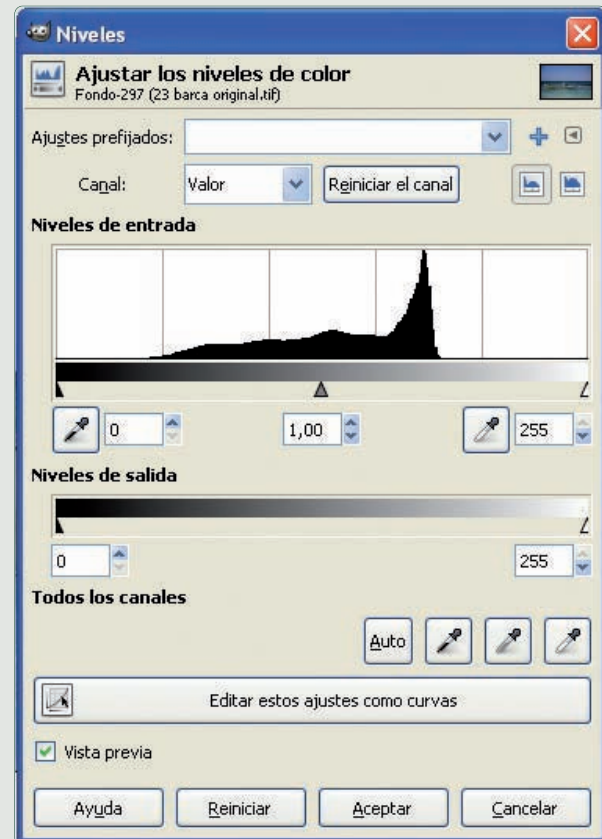 Niveles
Ajustar los niveles de color
Fondo-297 (23 barca original.tif)
Ajustes prefijados:
Canal: Valor Reiniciar el canal
Niveles de entrada
0 1,00 255
Niveles de salida
0 255
Todos los canales
Auto
Editar estos ajustes como curvas
Vista previa
Ayuda Reiniciar Aceptar Cancelar